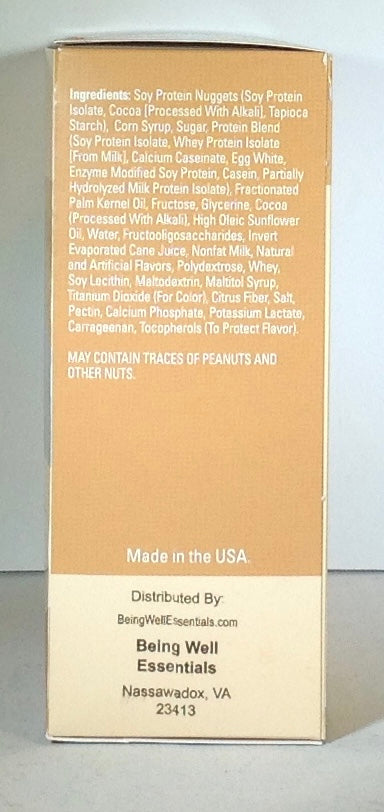 Ingredients: Soy Protein Nuggets (Soy Protein
Isolate, Cocoa [Processed With Alkali], Tapioca
Starch), Corn Syrup, Sugar, Protein Blend
(Soy Protein Isolate, Whey Protein Isolate
[From Milk], Calcium Caseinate, Egg White,
Enzyme Modified Soy Protein, Casein, Partially
Hydrolyzed Milk Protein Isolate), Fractionated
Palm Kernel Oil, Fructose, Glycerine, Cocoa
(Processed With Alkali), High Oleic Sunflower
Oil, Water, Fructooligosaccharides, Invert
Evaporated Cane Juice, Nonfat Milk, Natural
and Artificial Flavors, Polydextrose, Whey,
Soy Lecithin, Maltodextrin, Maltitol Syrup,
Titanium Dioxide (For Color), Citrus Fiber, Salt,
Pectin, Calcium Phosphate, Potassium Lactate,
Carrageenan, Tocopherols (To Protect Flavor).
MAY CONTAIN TRACES OF PEANUTS AND
OTHER NUTS.
Made in the USA.
Distributed By:
BeingWellEssentials.com
Being Well
Essentials
Nassawadox, VA
23413